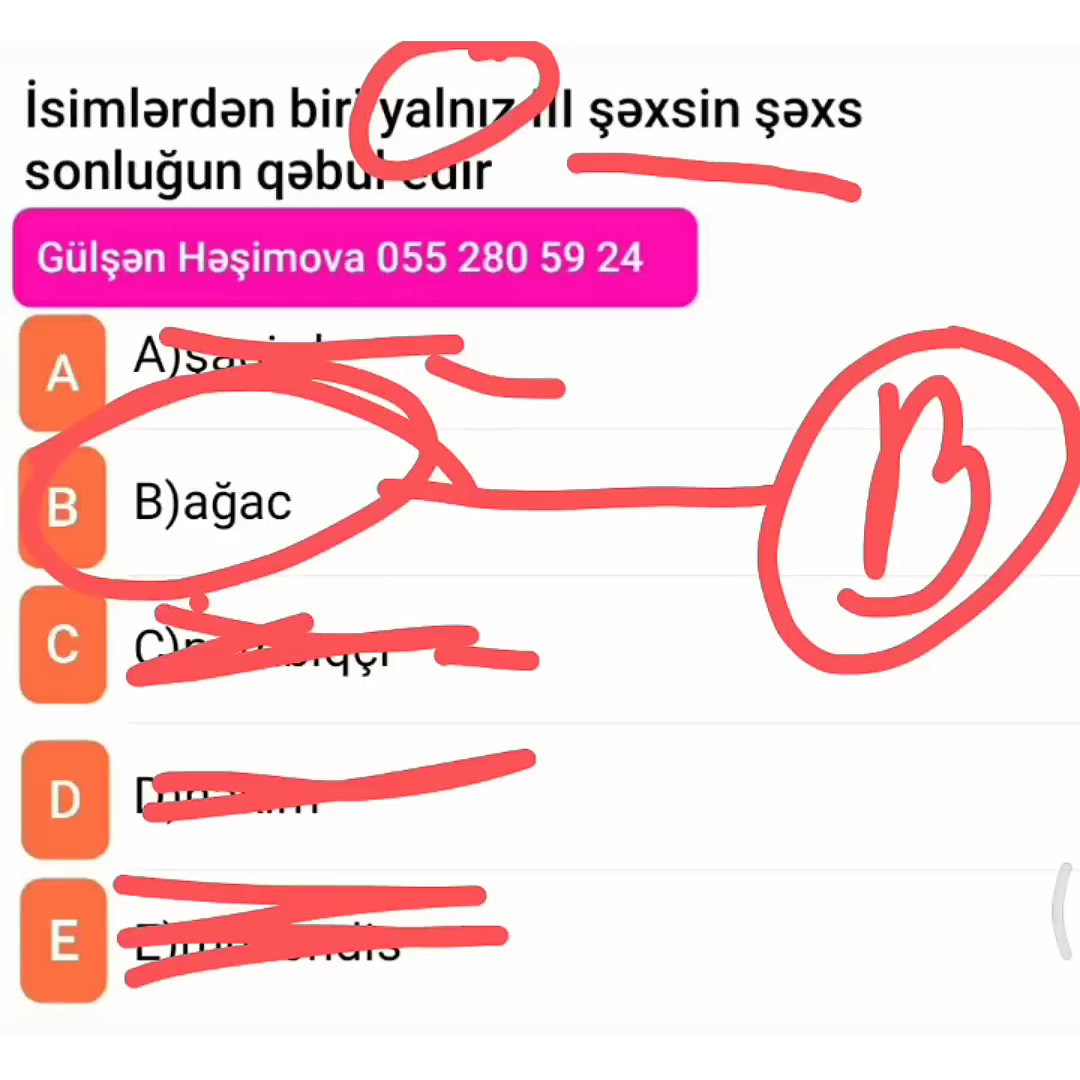 İsimlərdən biri yalnız III şəxsin şəxs
sonluğun qəbul edir
Gülşən Həşimova 055 280 59 24
A
A)
B
B)ağac
B
C
C)
D
D)
E
E)